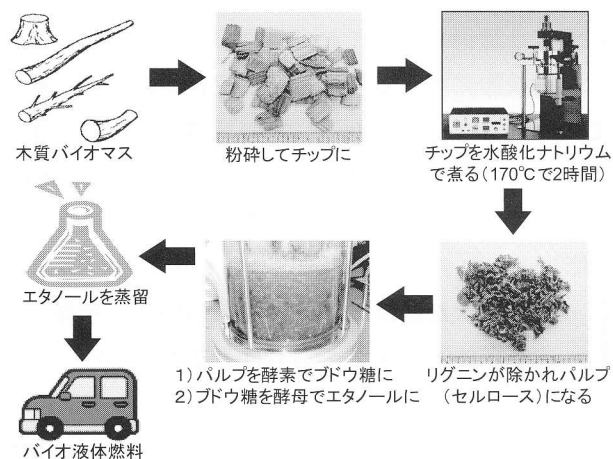 木質バイオマス
粉砕してチップに
チップを水酸化ナトリウム
で煮る(170℃で2時間)
リグニンが除かれパルプ
(セルロース)になる
1)パルプを酵素でブドウ糖に
2)ブドウ糖を酵母でエタノールに
エタノールを蒸留
バイオ液体燃料